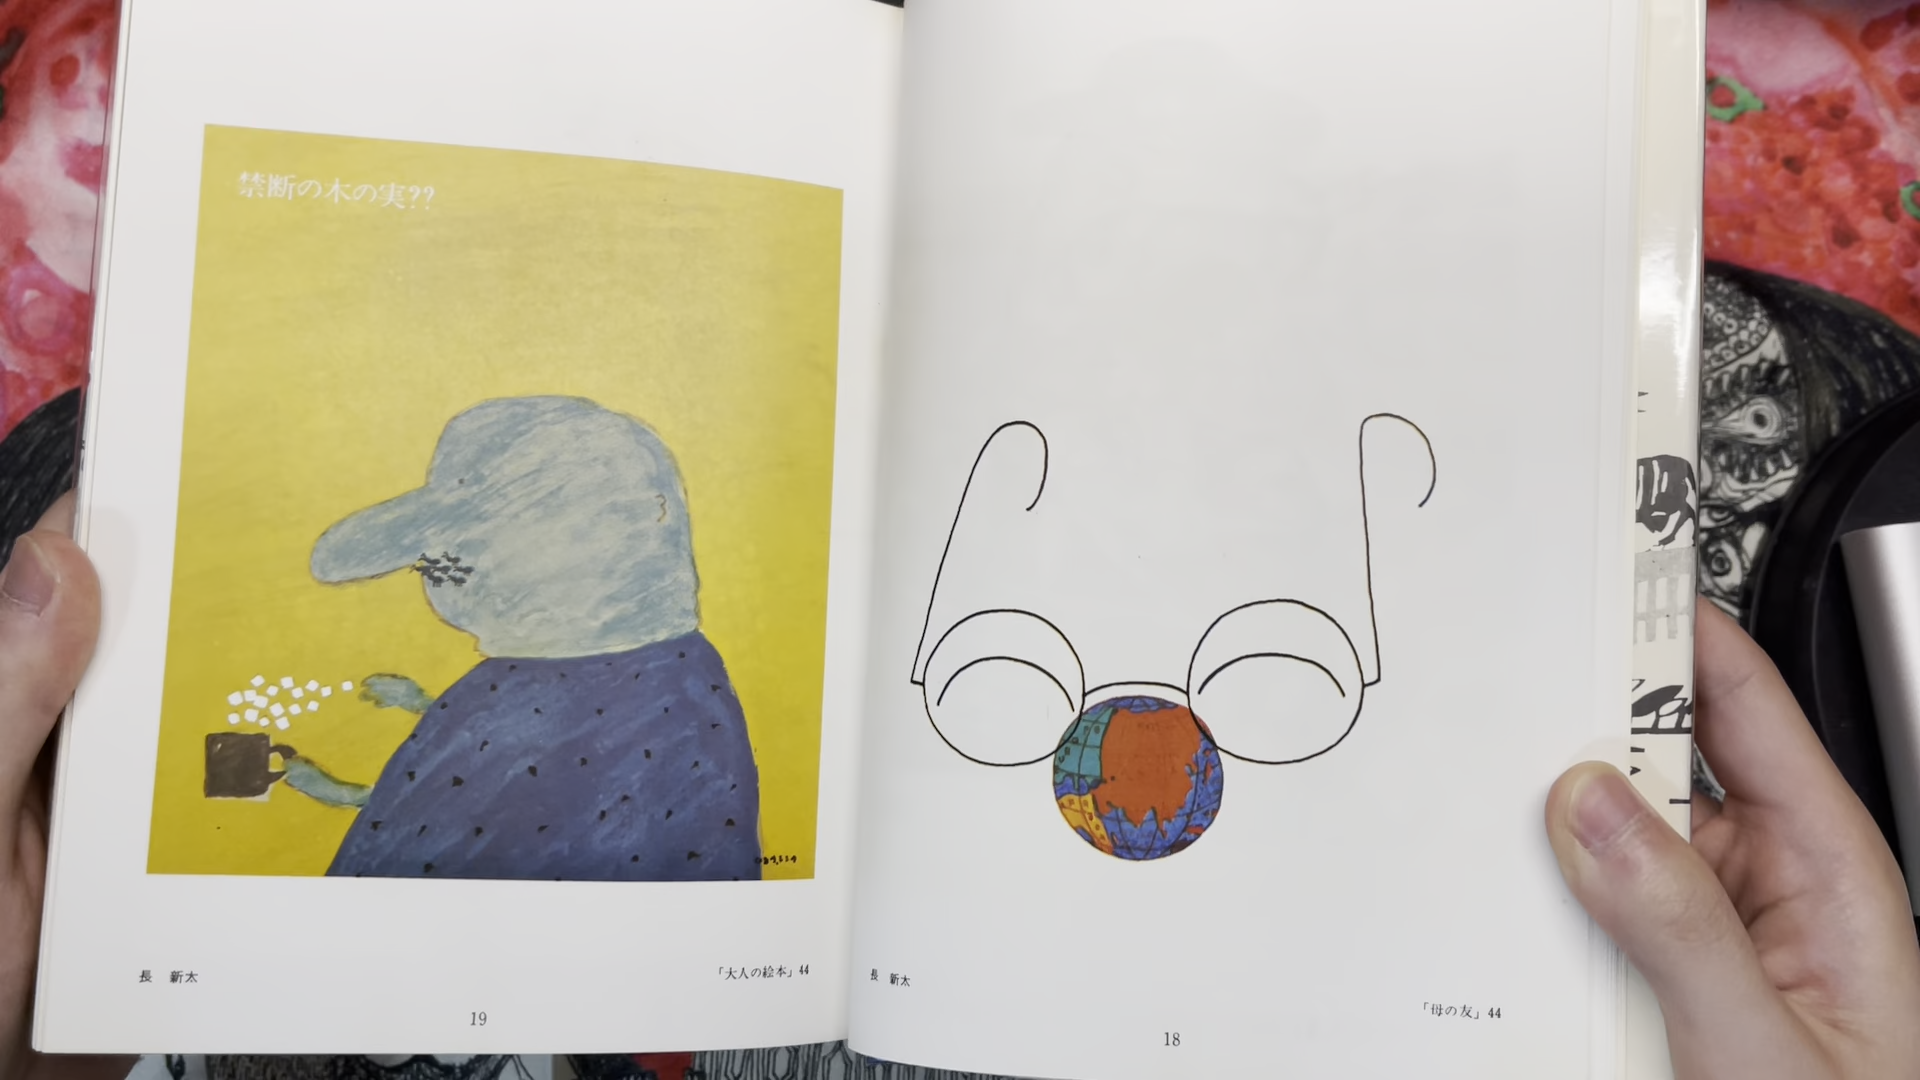 禁断の木の実??
長 新太
「大人の絵本」44
19
長 新太
「母の友」44
18